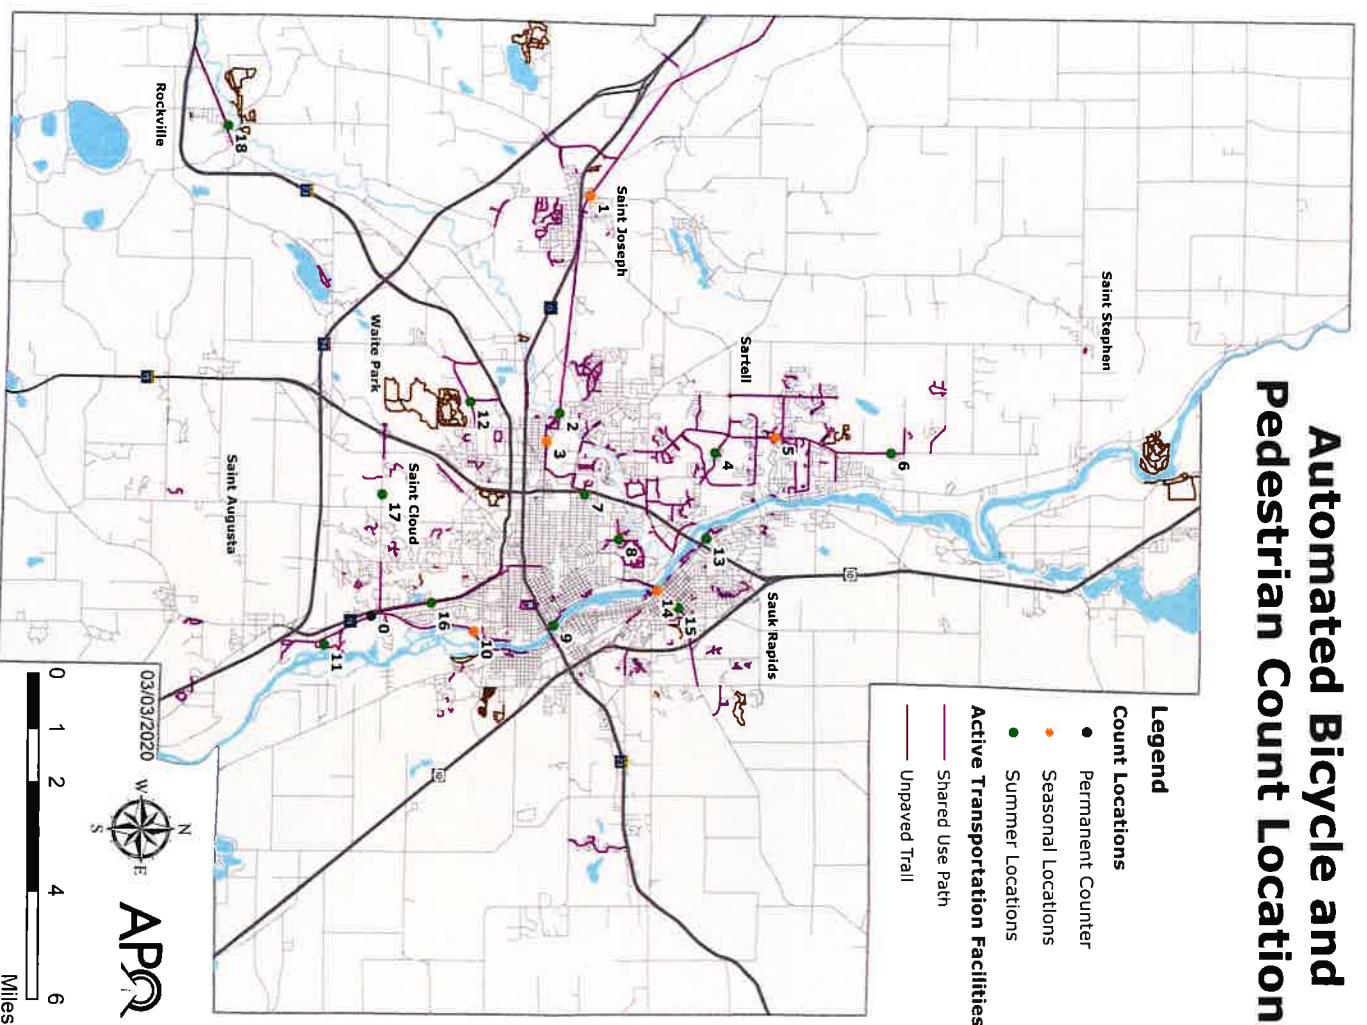 Automated Bicycle and
Pedestrian Count Location
Legend
Count Locations
Permanent Counter
Seasonal Locations
Summer Locations
Active Transportation Facilities
Shared Use Path
Unpaved Trail
Saint Stephen
Sartell
Saint Joseph
Rockville
Waite Park
Saint Cloud
Saint Augusta
Sauk Rapids
1
2
3
4
5
6
7
8
9
10
11
12
13
14
15
16
17
18
0
10
10
03/03/2020
N
W
E
S
APO
0
1
2
4
6
Miles